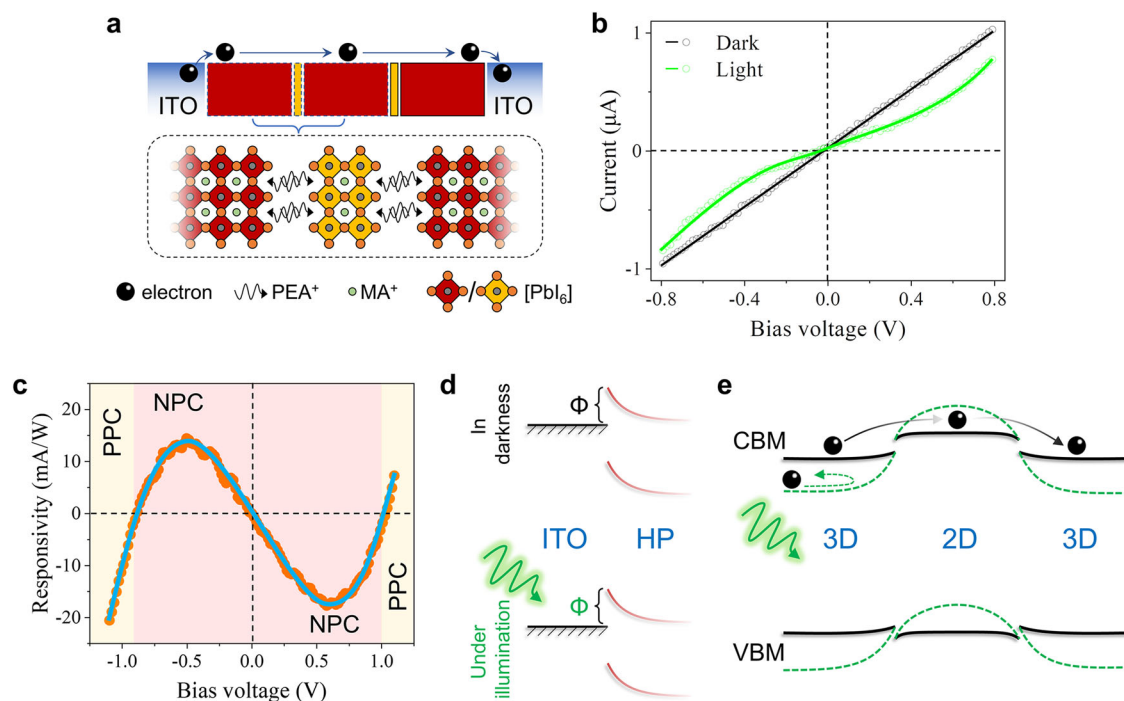 a
ITO
ITO
electron
PEA⁺
MA⁺
/
[PbI₆]
b
Dark
Light
Current (μA)
1
0
-1
-0.8
-0.4
0.0
0.4
0.8
Bias voltage (V)
c
PPC
NPC
NPC
PPC
Responsivity (mA/W)
20
10
0
-10
-20
-1.0
-0.5
0.0
0.5
1.0
Bias voltage (V)
d
In
darkness
Φ
ITO
HP
Under
illumination
Φ
e
CBM
3D
2D
3D
VBM